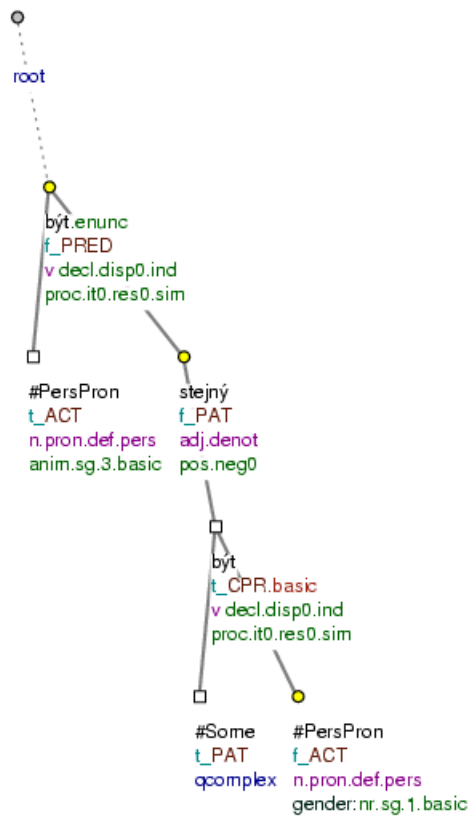 root
být.enunc
f_PRED
v decl.disp0.ind
proc.it0.res0.sim
#PersPron
t_ACT
n.pron.def.pers
anim.sg.3.basic
stejný
f_PAT
adj.denot
pos.neg0
být
t_CPR.basic
v decl.disp0.ind
proc.it0.res0.sim
#Some
t_PAT
qcomplex
#PersPron
f_ACT
n.pron.def.pers
gender:nr.sg.1.basic